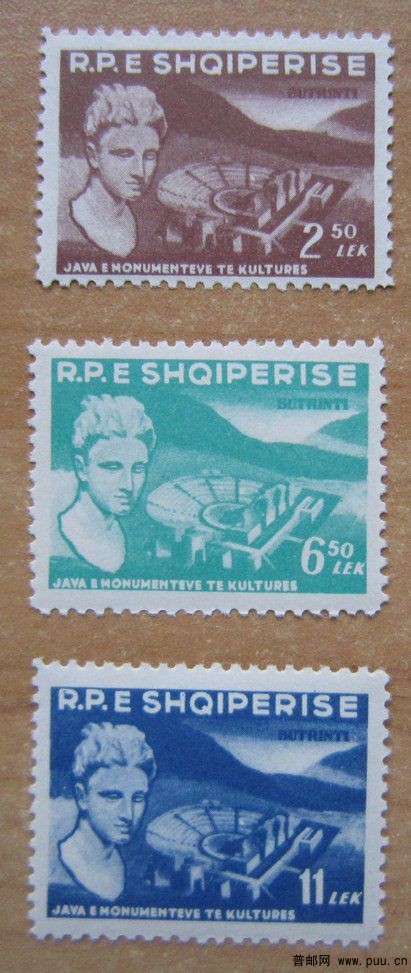 R.P.E SHQIPERISE
BUTRINTI
2 50
LEK
JAVA E MONUMENTEVE TE KULTURES
R.P.E SHQIPERISE
BUTRINTI
6 50
LEK
JAVA E MONUMENTEVE TE KULTURES
R.P.E SHQIPERISE
BUTRINTI
11 LEK
JAVA E MONUMENTEVE TE KULTURES
普邮网 www.puu.cn